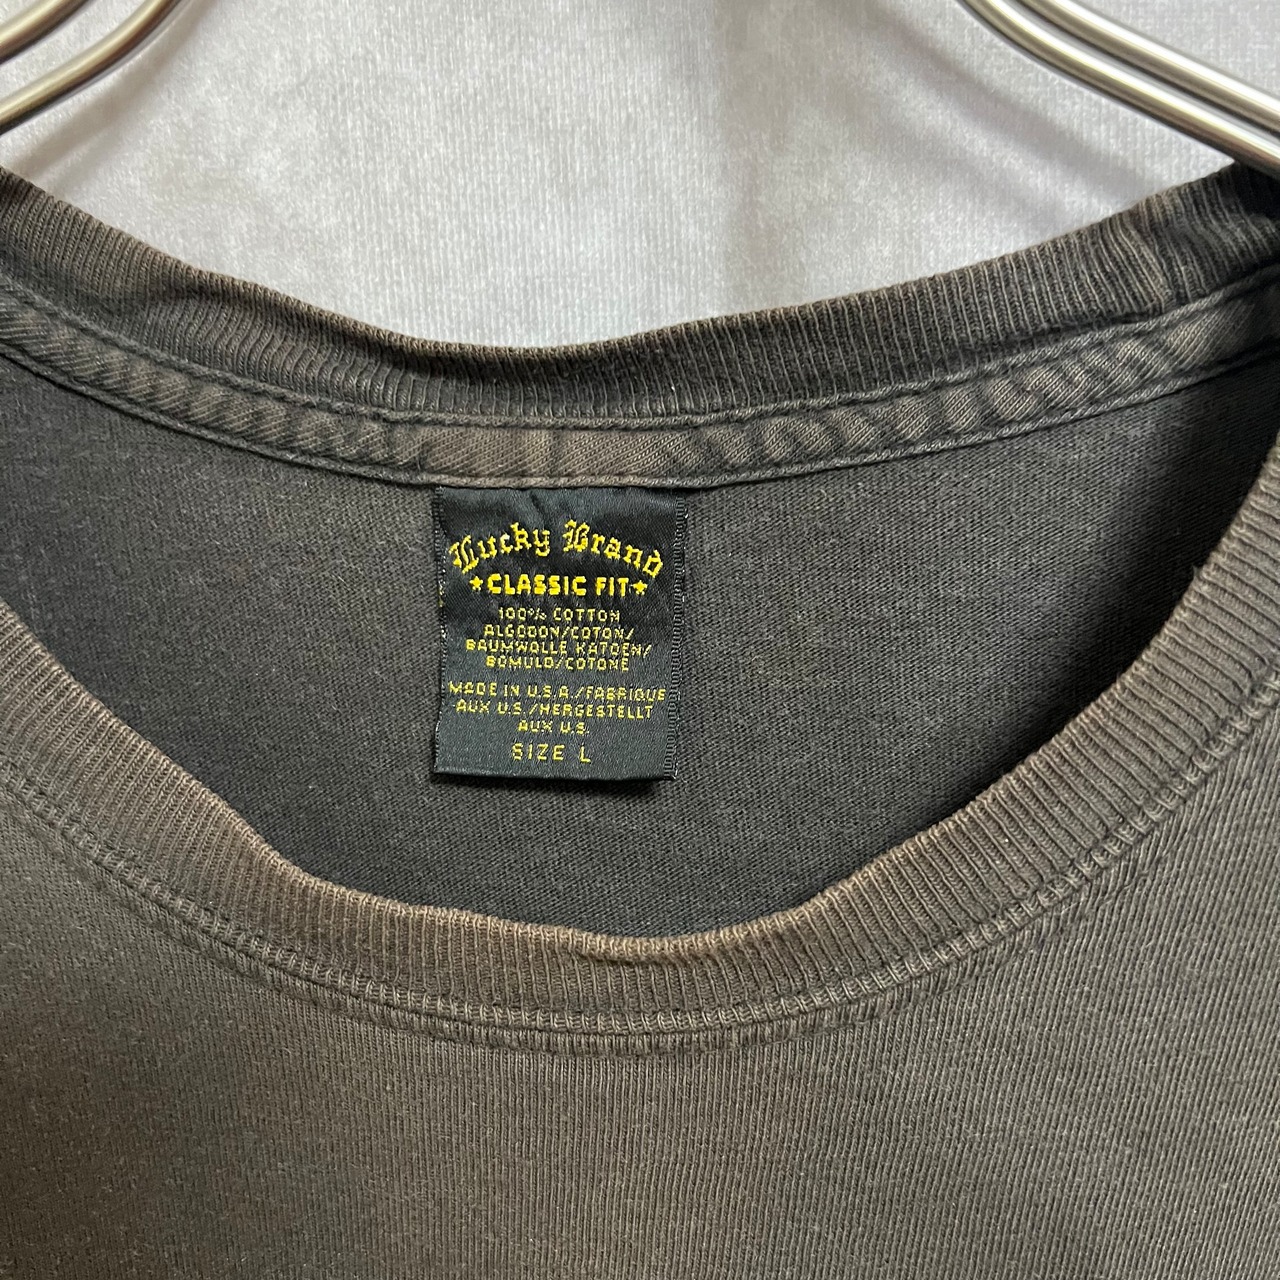 Lucky Brand
★CLASSIC FIT★
100% COTTON
ALGODON/COTON/
BAUMWOLLE KATOEN/
BOMULD/COTONE
MADE IN U.S.A./FABRIQUE
AUX U.S./HERGESTELLT
AUX U.S.
SIZE L